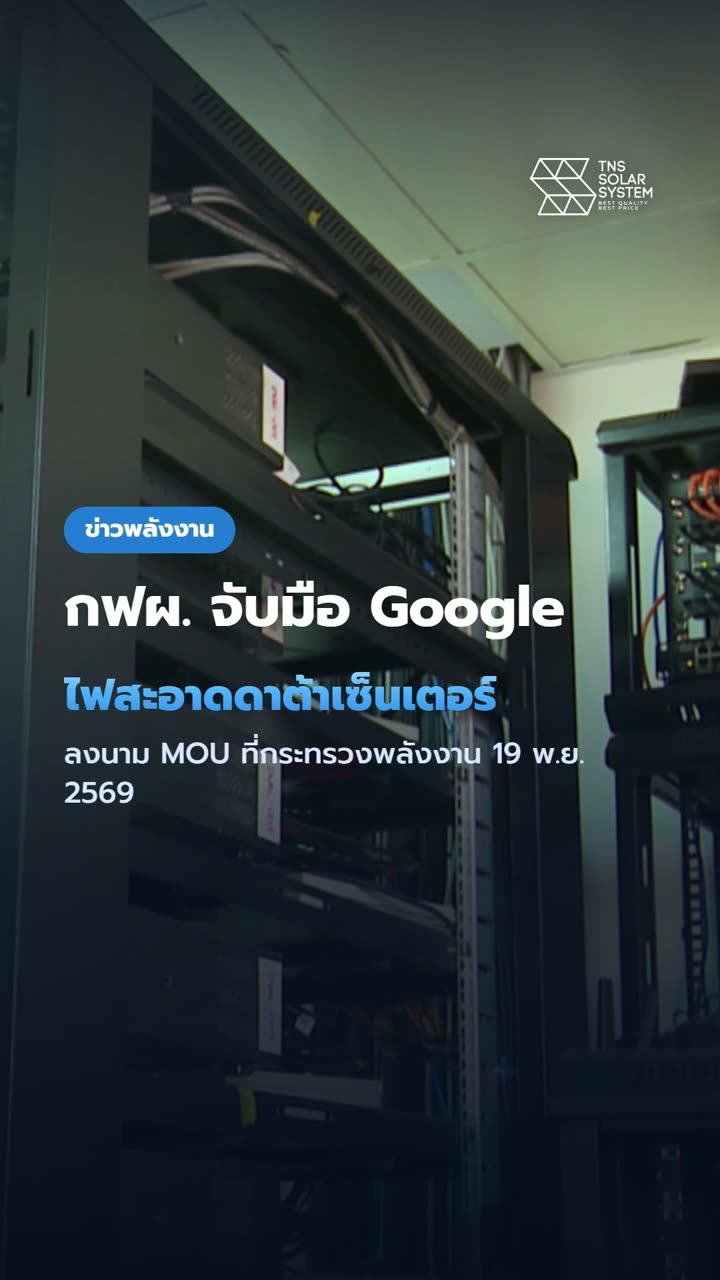 TNS
SOLAR
SYSTEM
BEST QUALITY
BEST PRICE
ข่าวพลังงาน
กฟผ. จับมือ Google
ไฟสะอาดดาต้าเซ็นเตอร์
ลงนาม MOU ที่กระทรวงพลังงาน 19 พ.ย.
2569